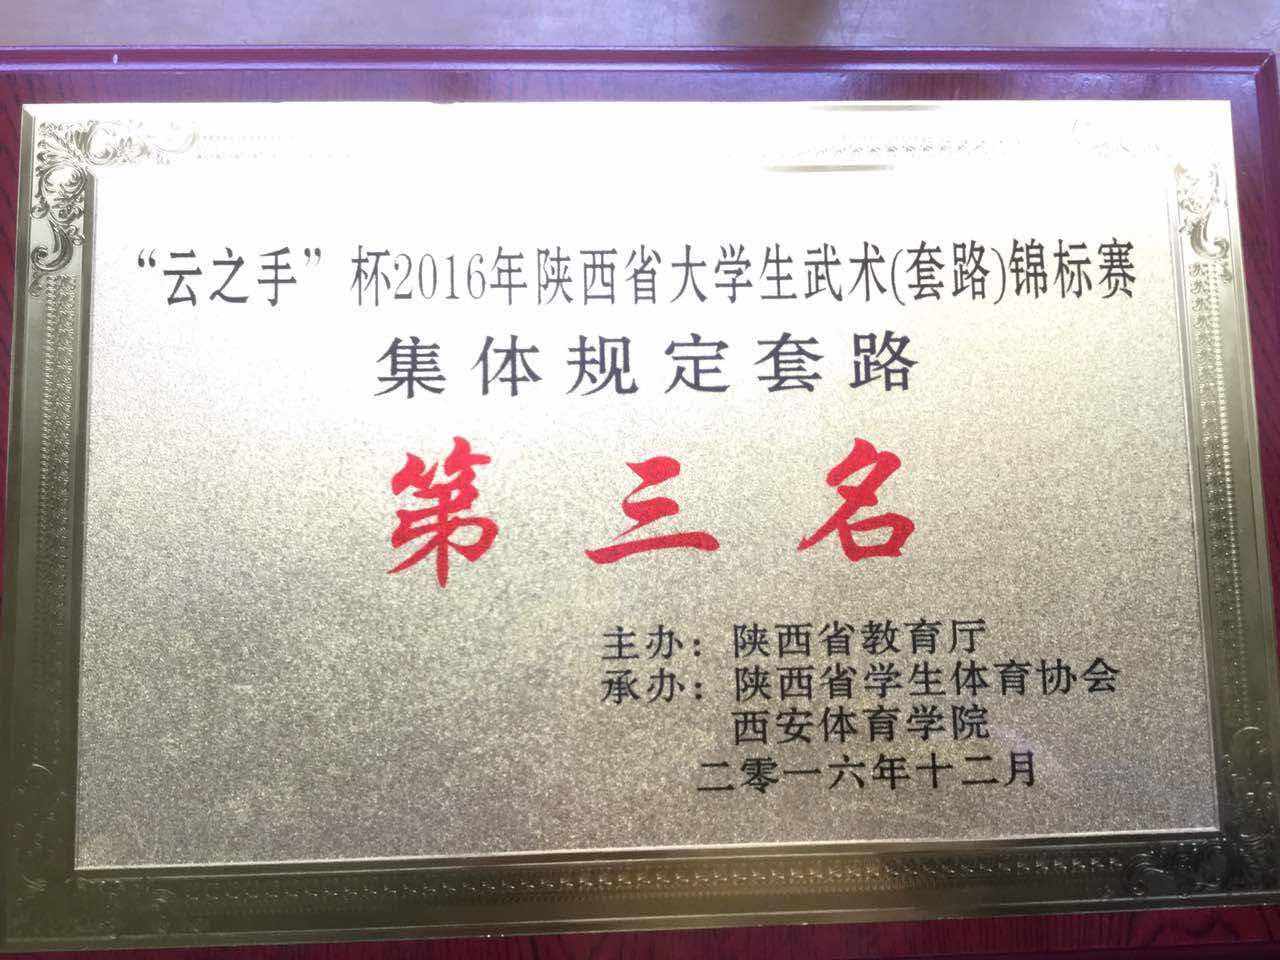 “云之手”杯2016年陕西省大学生武术(套路)锦标赛
集体规定套路
第三名
主办：陕西省教育厅
承办：陕西省学生体育协会
西安体育学院
二零一六年十二月